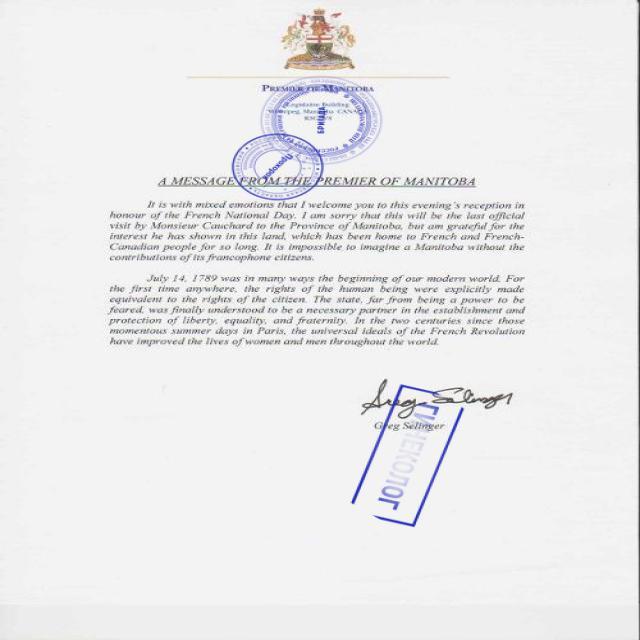 PREMIER OF MANITOBA
Legislative Building
Winnipeg, Manitoba CANADA
БРИГАДА
Прохорово
A MESSAGE FROM THE PREMIER OF MANITOBA
It is with mixed emotions that I welcome you to this evening's reception in
honour of the French National Day. I am sorry that this will be the last official
visit by Monsieur Cauchard to the Province of Manitoba, but am grateful for the
interest he has shown in this land, which has been home to French and French-
Canadian people for so long. It is impossible to imagine a Manitoba without the
contributions of its francophone citizens.
July 14, 1789 was in many ways the beginning of our modern world. For
the first time anywhere, the rights of the human being were explicitly made
equivalent to the rights of the citizen. The state, far from being a power to be
feared, was finally understood to be a necessary partner in the establishment and
protection of liberty, equality, and fraternity. In the two centuries since those
momentous summer days in Paris, the universal ideals of the French Revolution
have improved the lives of women and men throughout the world.
Greg Selinger
Greg Selinger
ГИНЕКОЛОГ